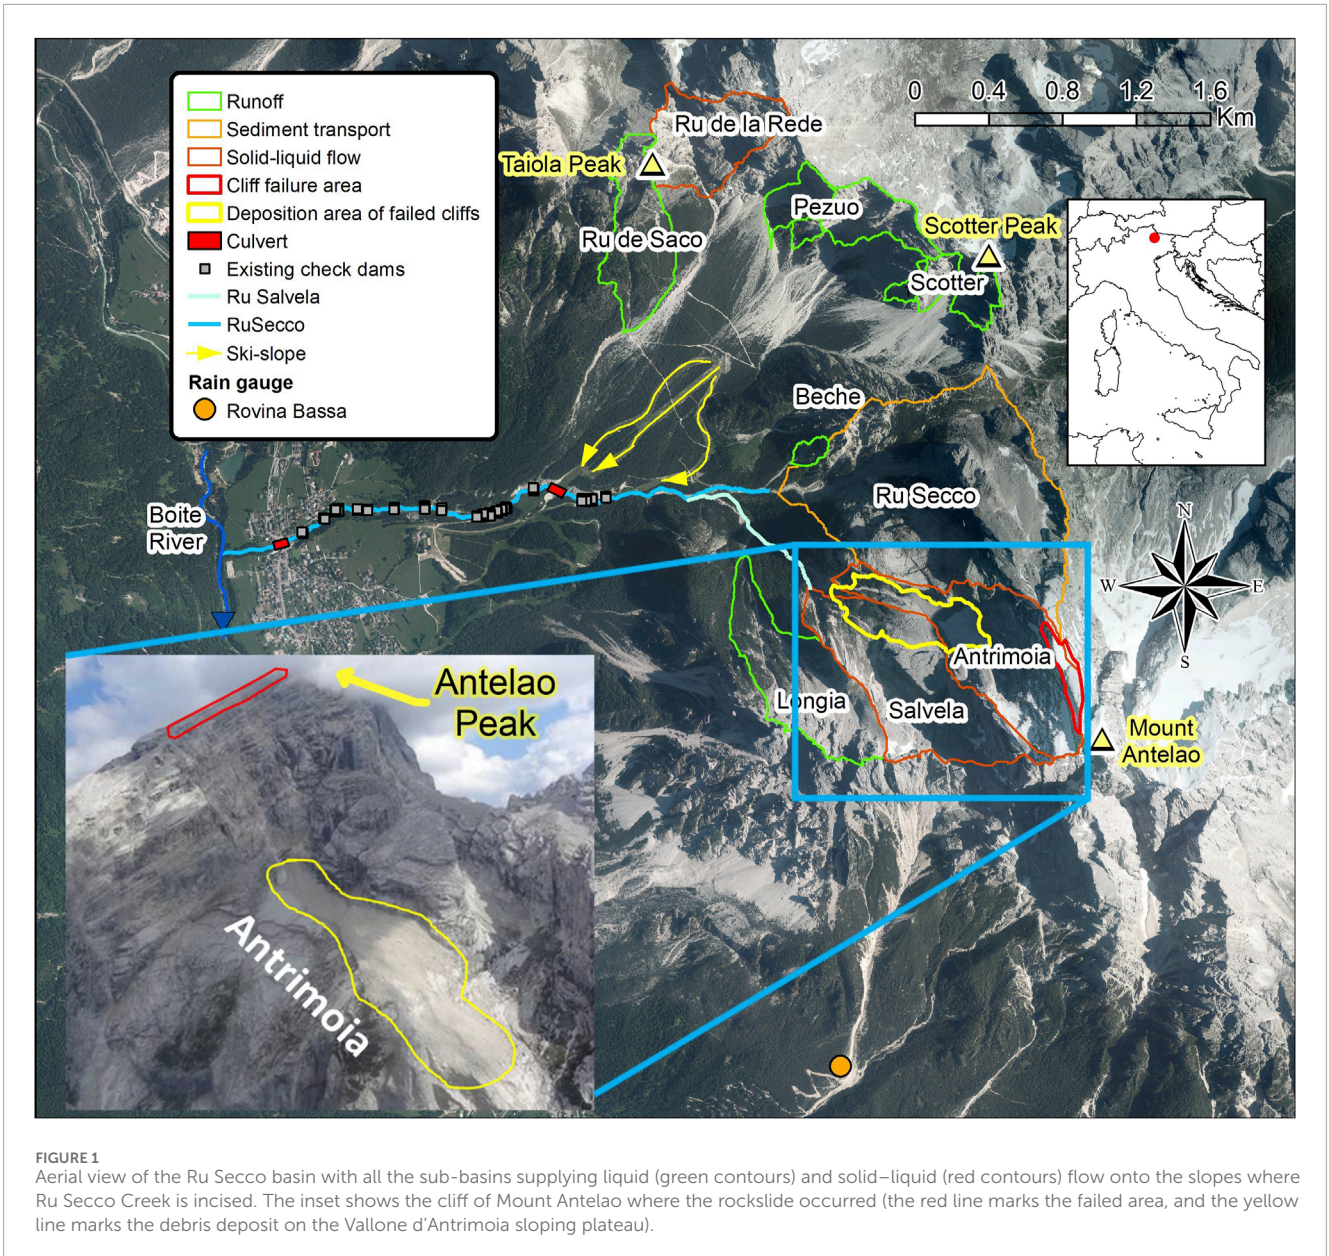 Runoff
Sediment transport
Solid-liquid flow
Cliff failure area
Deposition area of failed cliffs
Culvert
Existing check dams
Ru Salvela
RuSecco
Ski-slope
Rain gauge
Rovina Bassa
0 0.4 0.8 1.2 1.6
Km
Ru de la Rede
Taiola Peak
Pezuo
Scotter Peak
Ru de Saco
Scotter
Beche
Ru Secco
Boite
River
N
W E
S
Antrimoia
Longia
Salvela
Mount
Antelao
Antelao
Peak
Antrimoia
FIGURE 1
Aerial view of the Ru Secco basin with all the sub-basins supplying liquid (green contours) and solid–liquid (red contours) flow onto the slopes where
Ru Secco Creek is incised. The inset shows the cliff of Mount Antelao where the rockslide occurred (the red line marks the failed area, and the yellow
line marks the debris deposit on the Vallone d’Antrimoia sloping plateau).